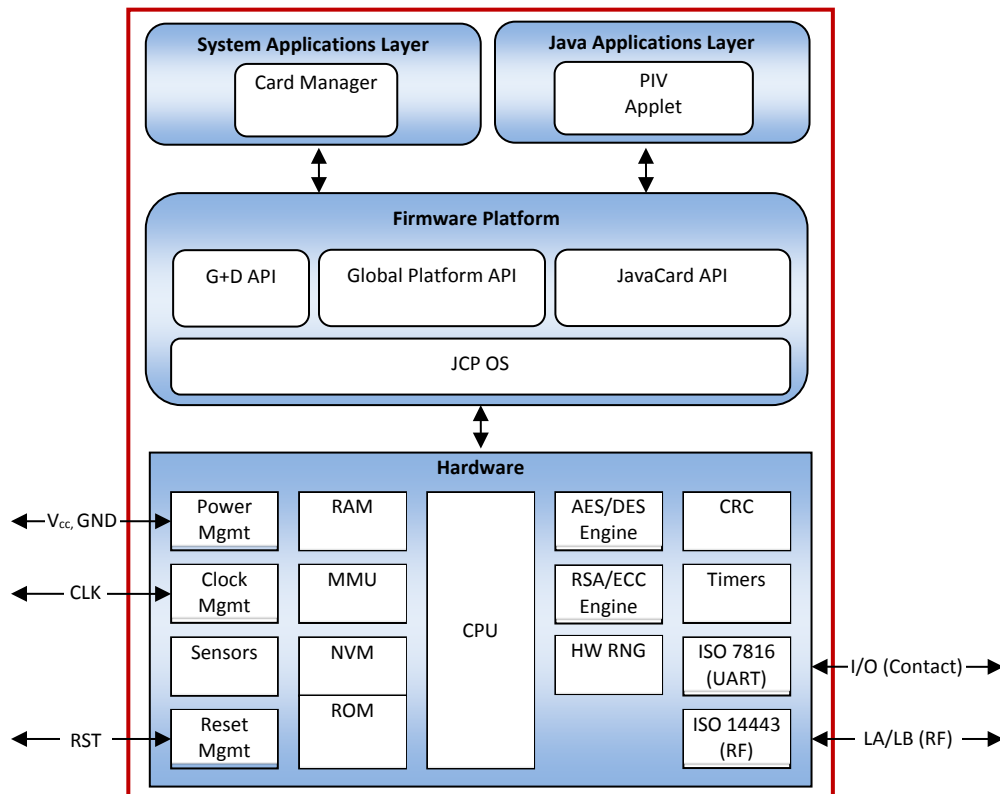 System Applications Layer
Card Manager
Java Applications Layer
PIV
Applet
Firmware Platform
G+D API
Global Platform API
JavaCard API
JCP OS
Hardware
Power
Mgmt
RAM
CPU
AES/DES
Engine
CRC
Clock
Mgmt
MMU
RSA/ECC
Engine
Timers
Sensors
NVM
HW RNG
ISO 7816
(UART)
Reset
Mgmt
ROM
ISO 14443
(RF)
Vcc, GND
CLK
RST
I/O (Contact)
LA/LB (RF)